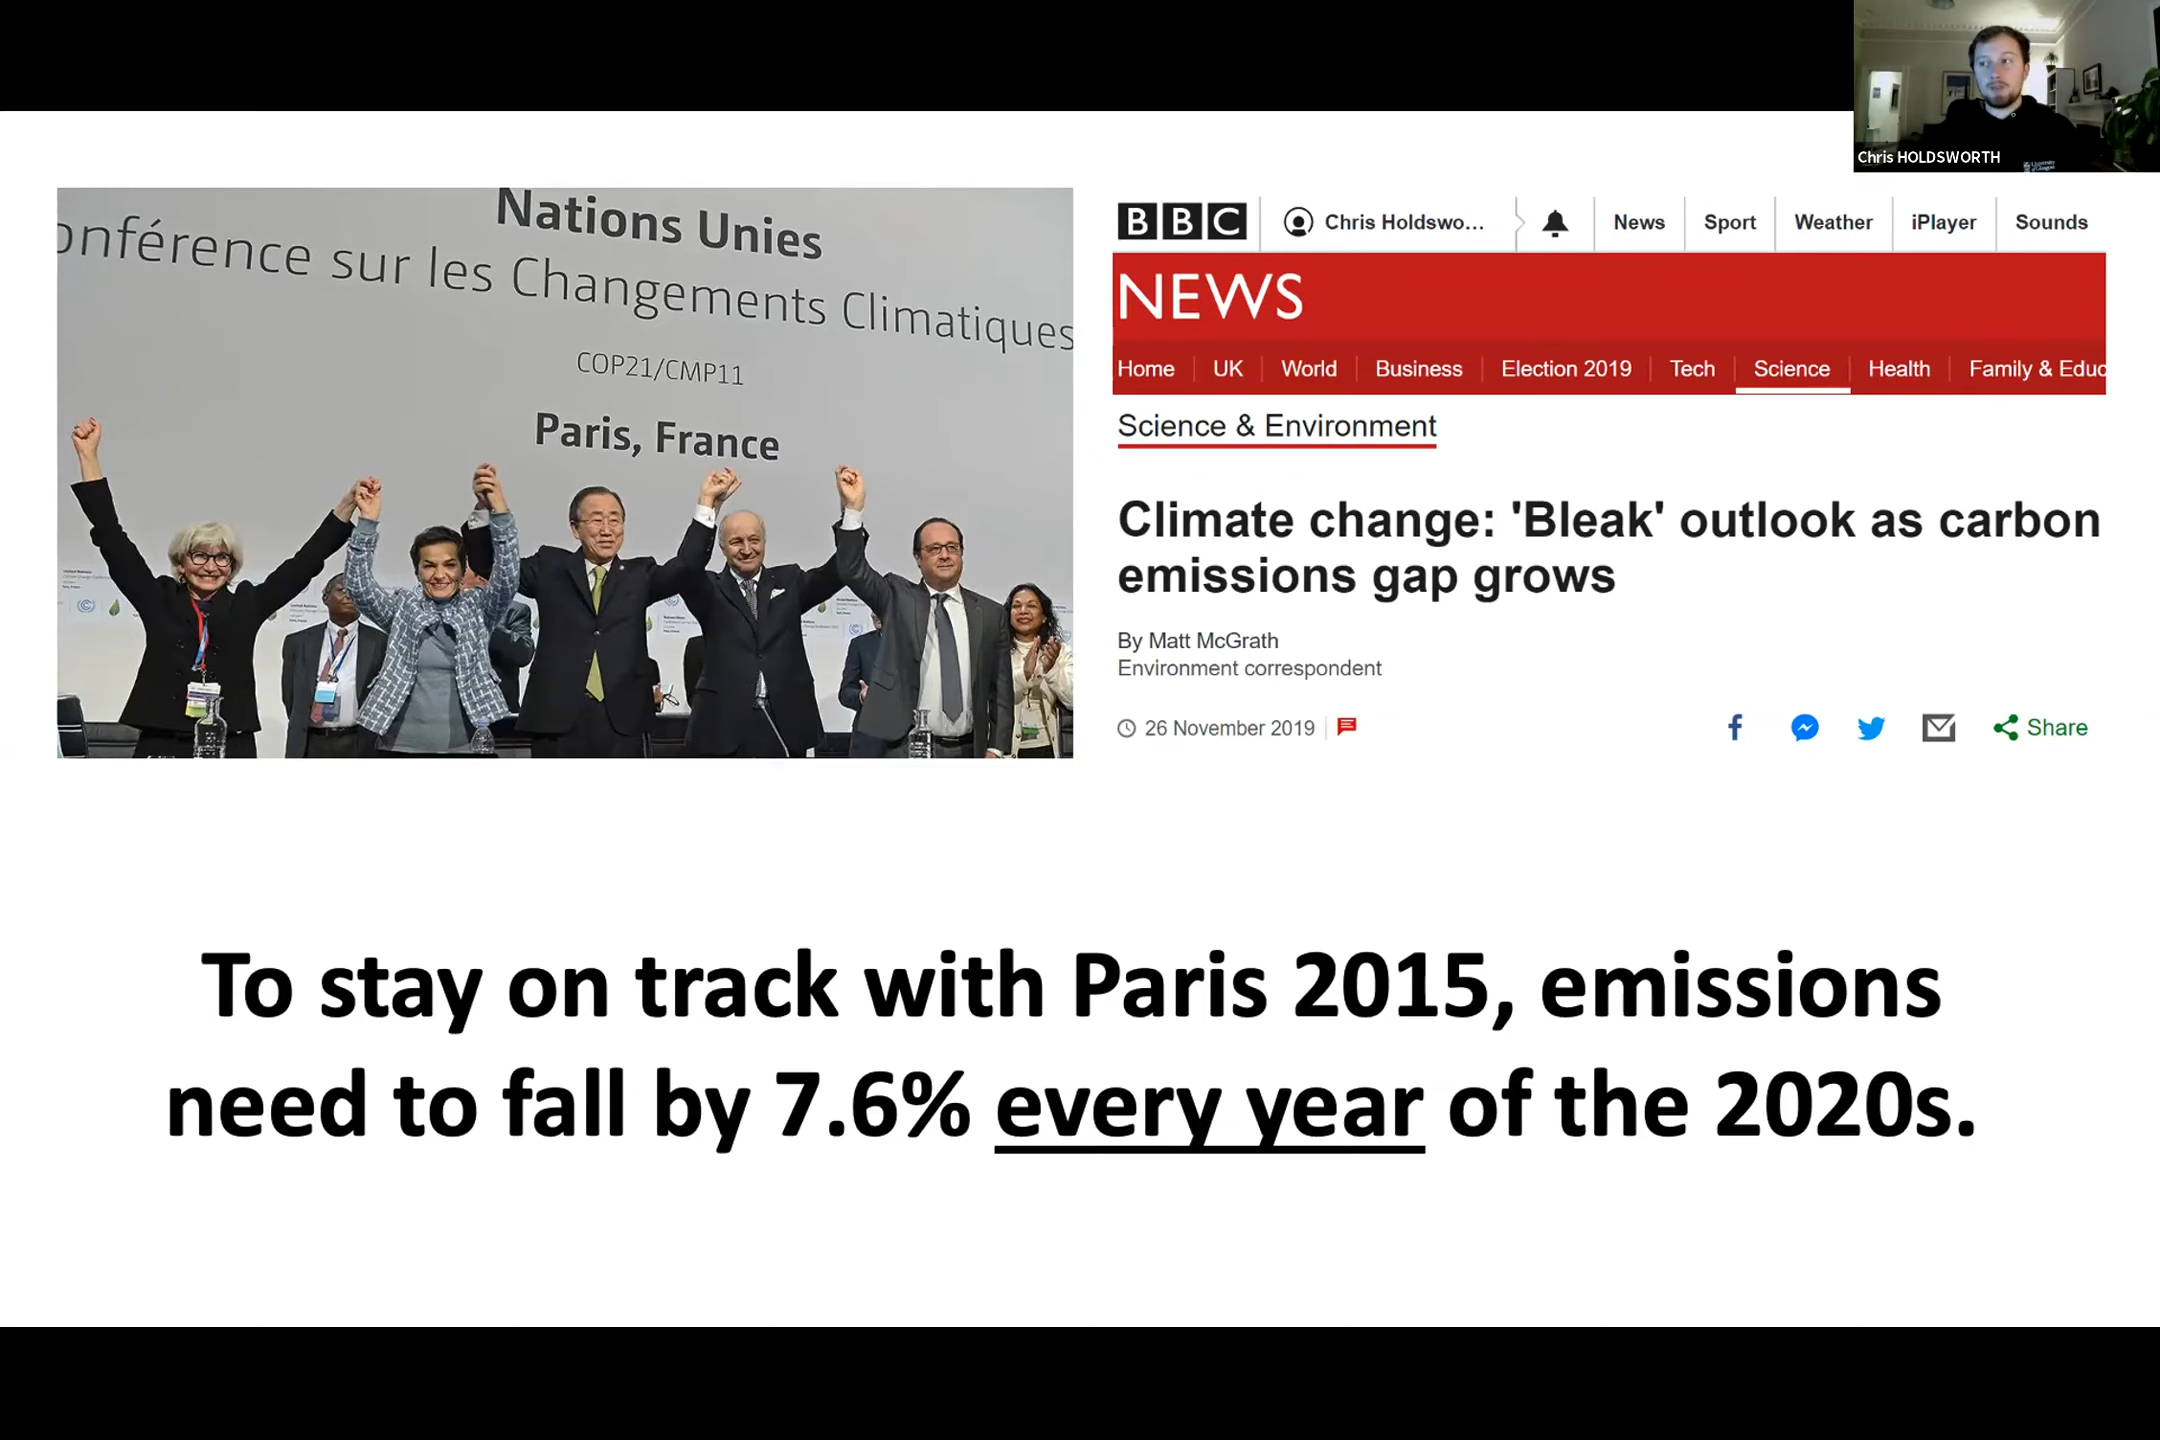 Chris HOLDSWORTH
Nations Unies
onférence sur les Changements Climatiques
COP21/CMP11
Paris, France
BBC
Chris Holdswo...
News
Sport
Weather
iPlayer
Sounds
NEWS
Home
UK
World
Business
Election 2019
Tech
Science
Health
Family & Educ
Science & Environment
Climate change: 'Bleak' outlook as carbon
emissions gap grows
By Matt McGrath
Environment correspondent
26 November 2019
Share
To stay on track with Paris 2015, emissions
need to fall by 7.6% every year of the 2020s.